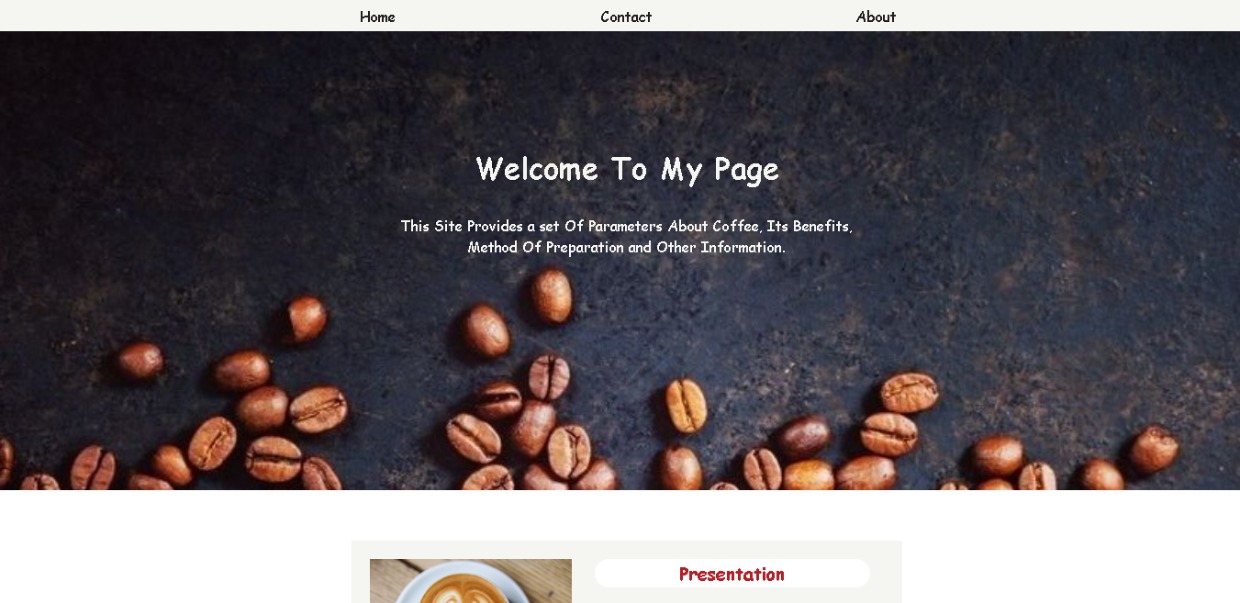 Home Contact About
Welcome To My Page
This Site Provides a set Of Parameters About Coffee, Its Benefits,
Method Of Preparation and Other Information.
Presentation